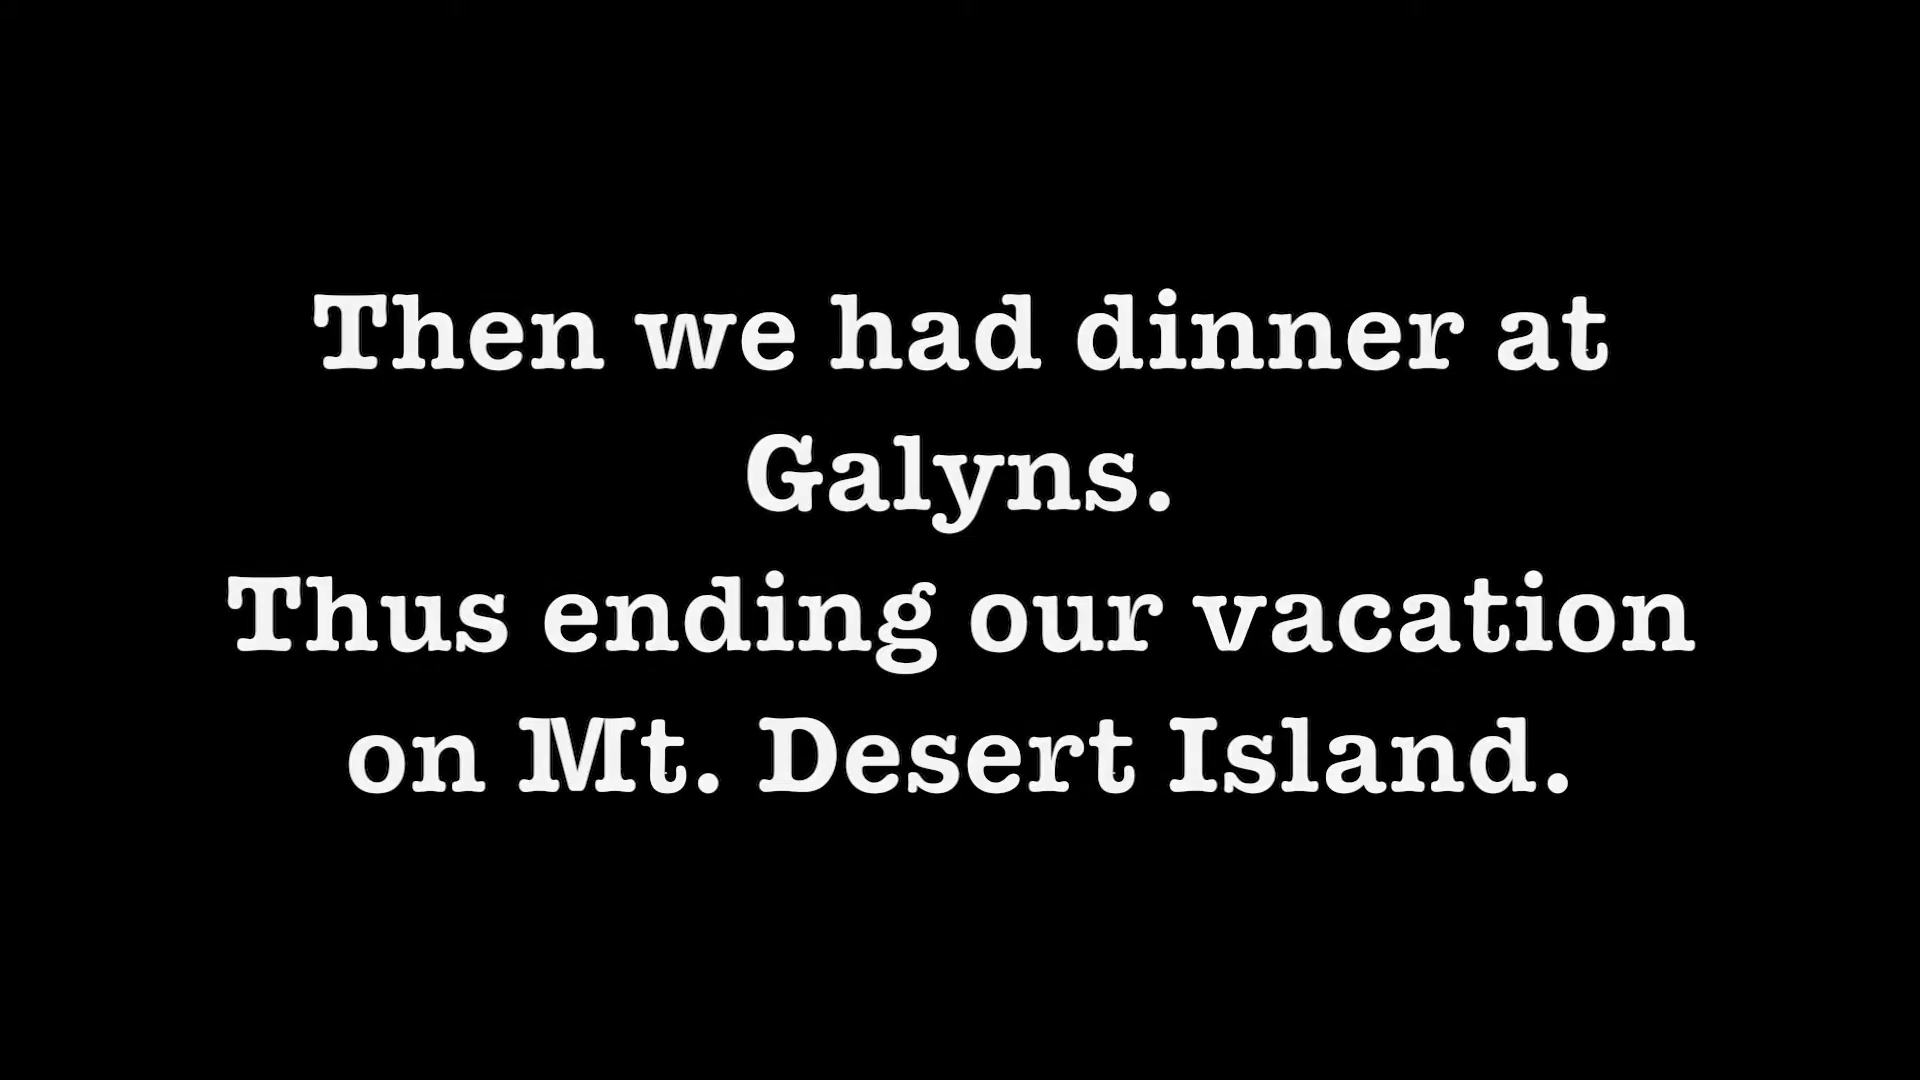 Then we had dinner at
Galyns.
Thus ending our vacation
on Mt. Desert Island.